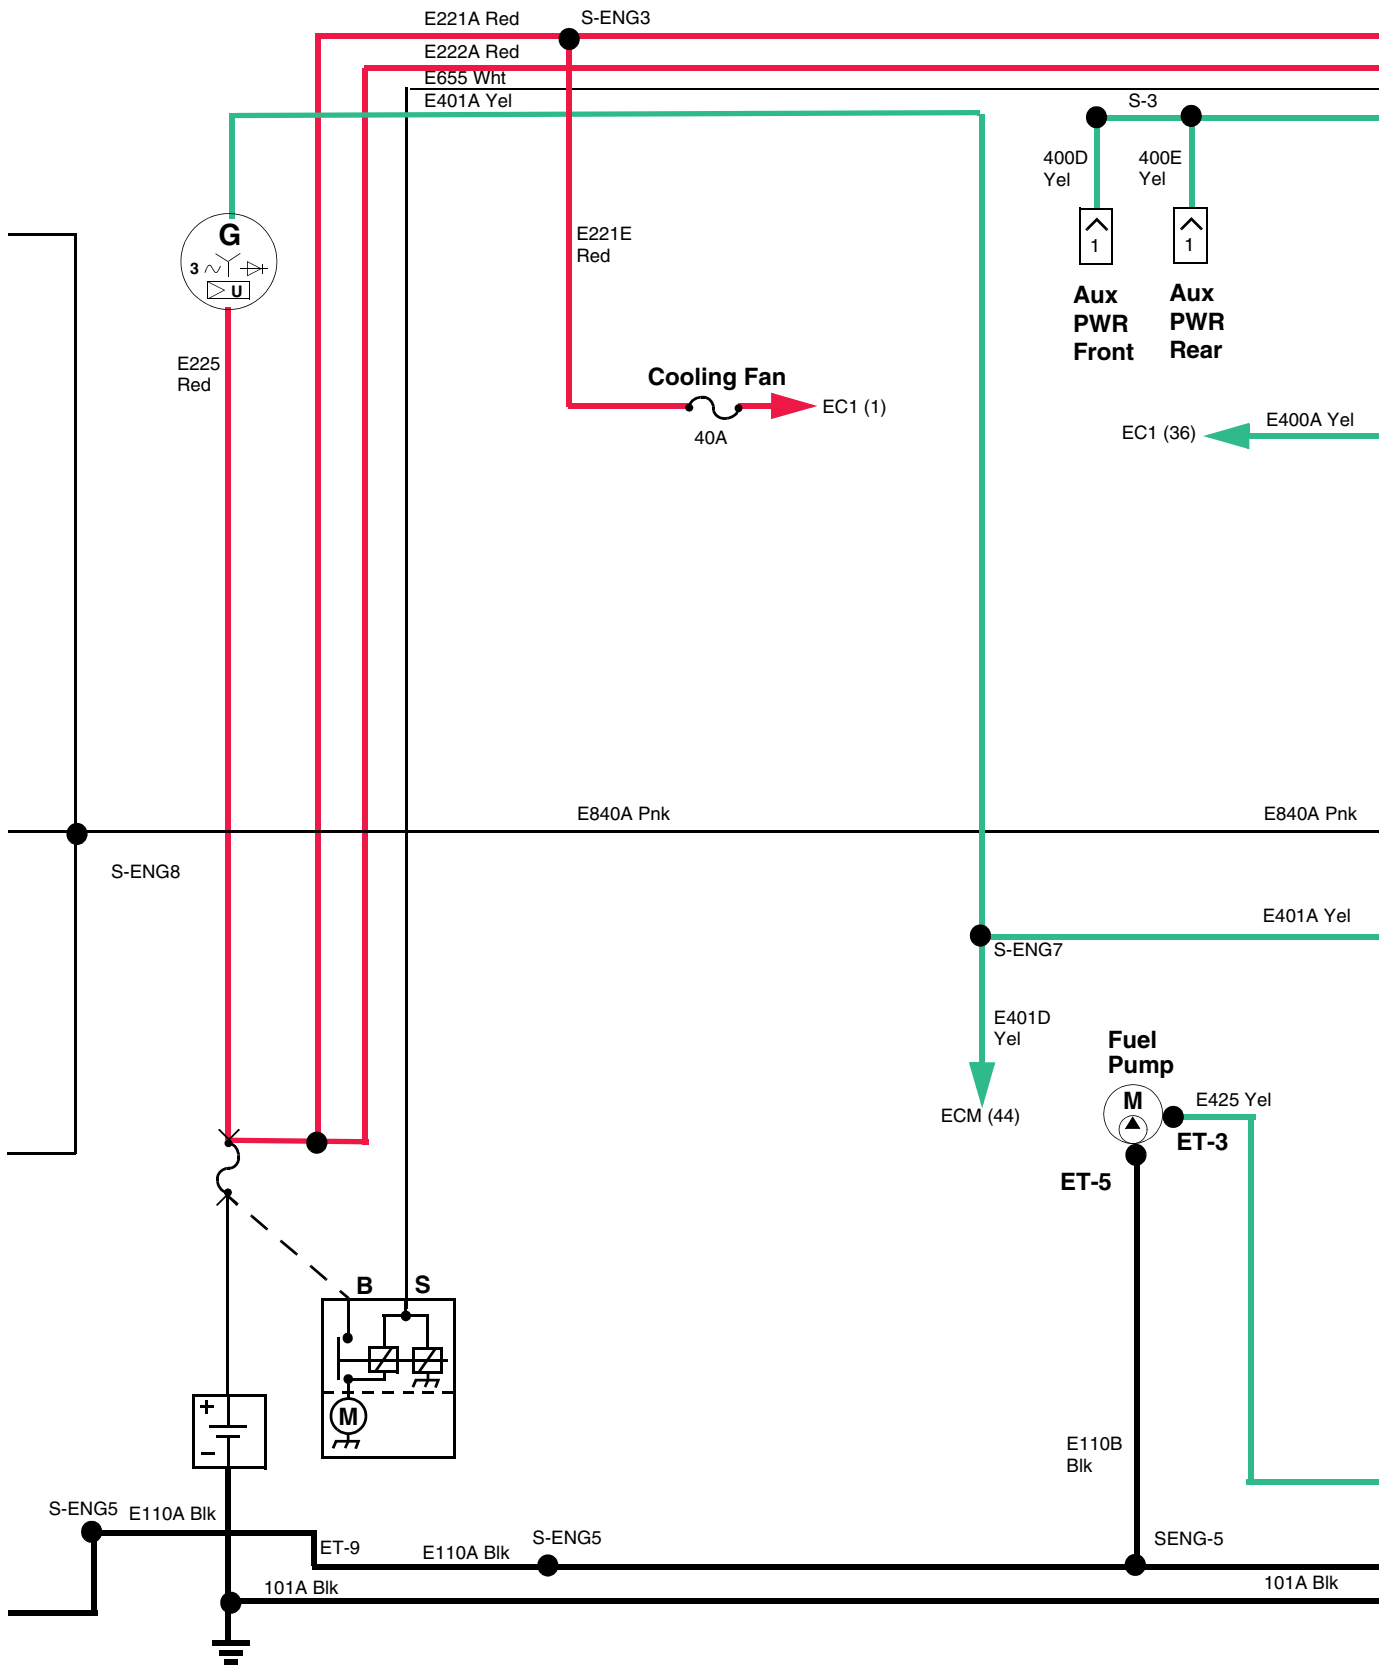 E221A Red
S-ENG3
E222A Red
E655 Wht
E401A Yel
S-3
400D
Yel
400E
Yel
G
3
U
1
1
E221E
Red
Aux
PWR
Front
Aux
PWR
Rear
E225
Red
Cooling Fan
EC1 (1)
40A
E400A Yel
EC1 (36)
E840A Pnk
E840A Pnk
S-ENG8
E401A Yel
S-ENG7
E401D
Yel
ECM (44)
Fuel
Pump
M
E425 Yel
ET-3
ET-5
B
S
+
−
M
E110B
Blk
S-ENG5
E110A Blk
ET-9
E110A Blk
S-ENG5
SENG-5
101A Blk
101A Blk